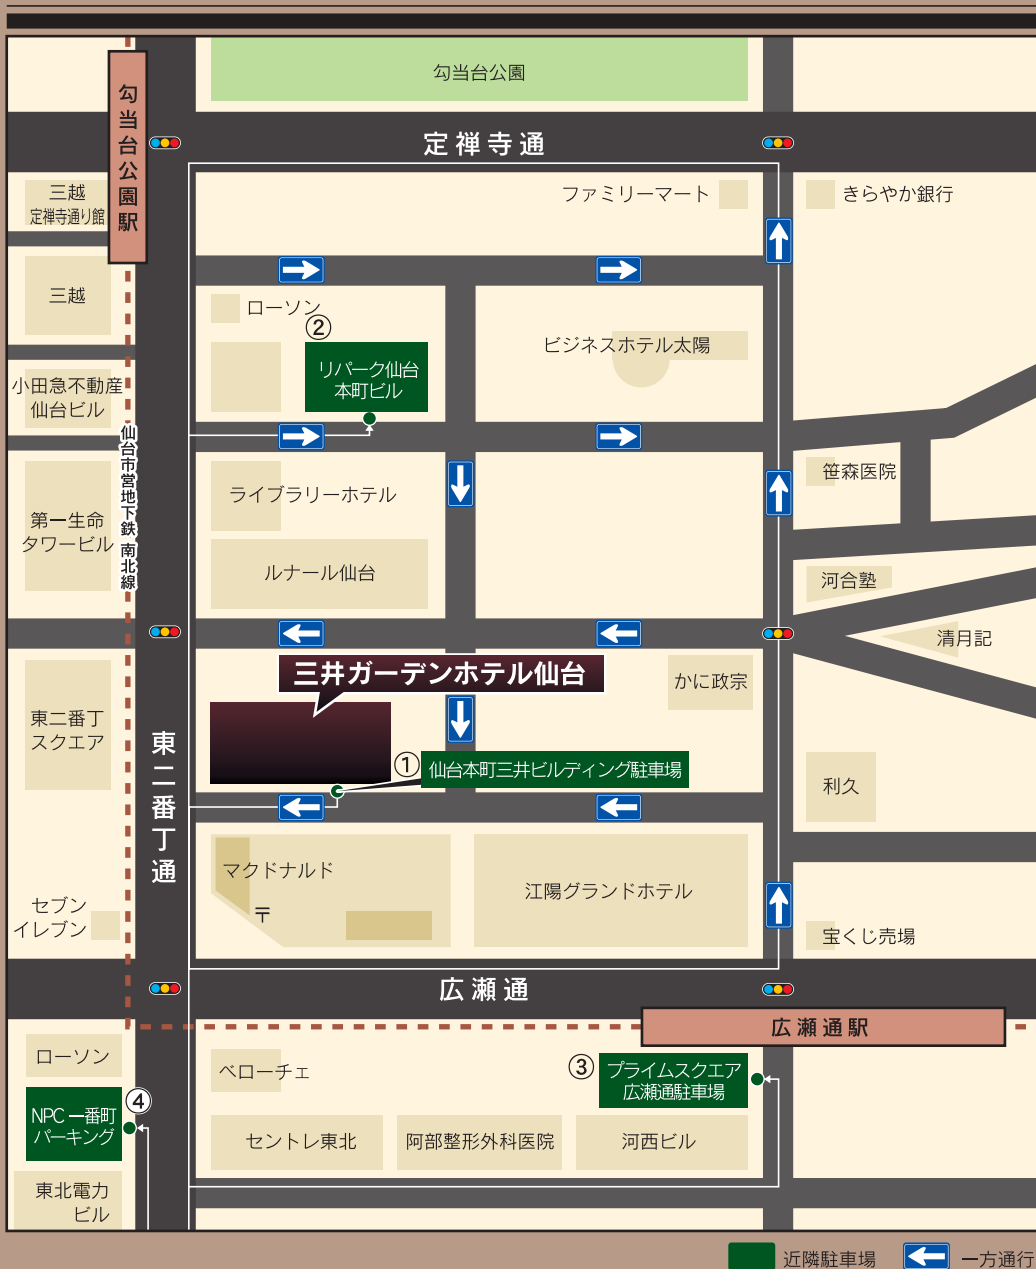 勾当台公園
勾当台公園駅
定禅寺通
三越
定禅寺通り館
ファミリーマート
きらやか銀行
三越
ローソン
②
リパーク仙台
本町ビル
ビジネスホテル太陽
小田急不動産
仙台ビル
仙台市営地下鉄 南北線
ライブラリーホテル
笹森医院
第一生命
タワービル
ルナール仙台
河合塾
清月記
三井ガーデンホテル仙台
かに政宗
東二番丁
スクエア
東二番丁通
①
仙台本町三井ビルディング駐車場
利久
マクドナルド
〒
江陽グランドホテル
セブン
イレブン
宝くじ売場
広瀬通
広瀬通駅
ローソン
ベローチェ
③
プライムスクエア
広瀬通駐車場
④
NPC 一番町
パーキング
セントレ東北
阿部整形外科医院
河西ビル
東北電力
ビル
近隣駐車場
一方通行